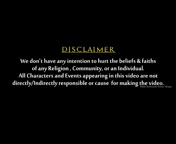 DISCLAIMER
We don't have any intention to hurt the beliefs & faiths
of any Religion , Community, or an Individual.
All Characters and Events appearing in this video are not
directly/Indirectly responsible or cause for making the video.